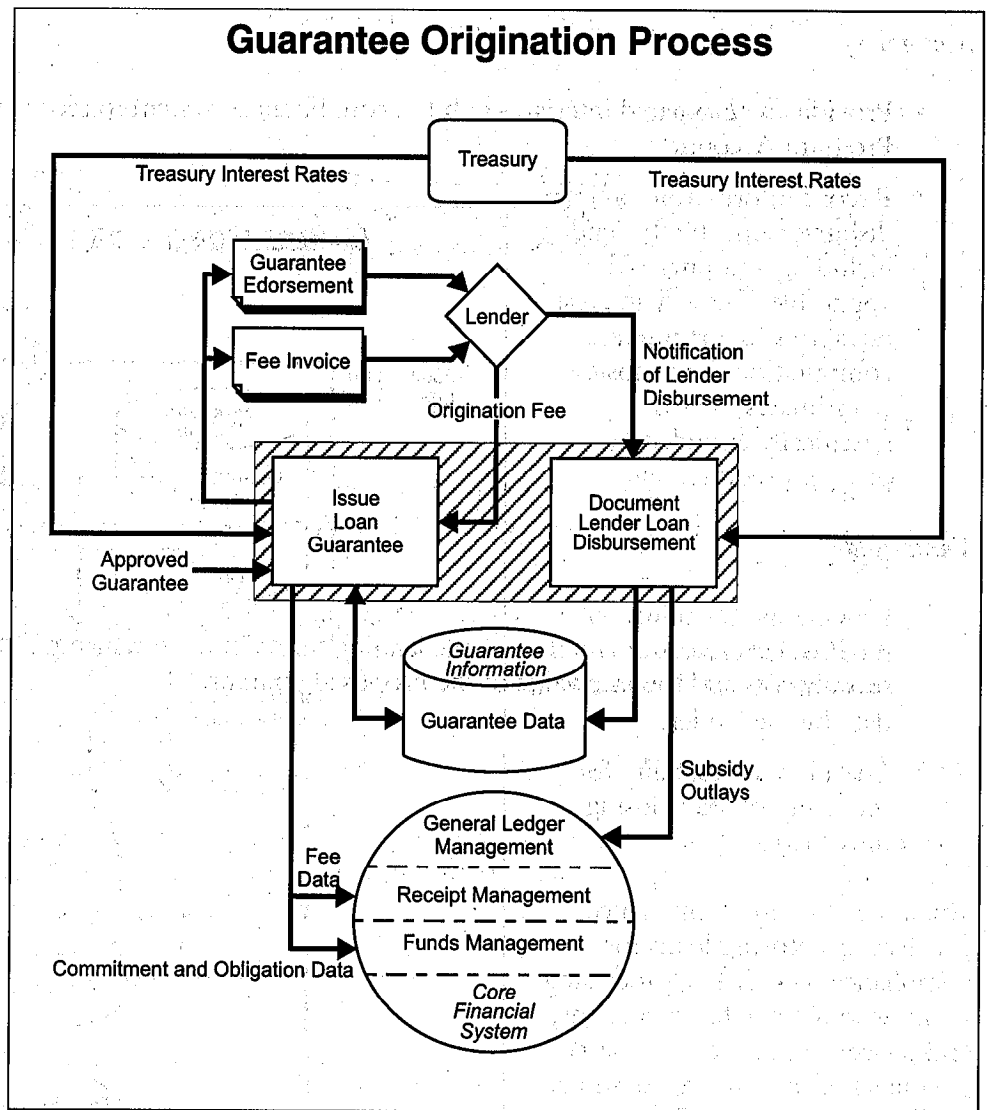 Guarantee Origination Process
Treasury
Treasury Interest Rates
Treasury Interest Rates
Guarantee
Edorsement
Lender
Fee Invoice
Notification
of Lender
Disbursement
Origination Fee
Issue
Loan
Guarantee
Document
Lender Loan
Disbursement
Approved
Guarantee
Guarantee
Information
Guarantee Data
Subsidy
Outlays
General Ledger
Management
Fee
Data
Receipt Management
Funds Management
Commitment and Obligation Data
Core
Financial
System